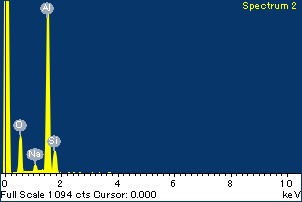 Spectrum 2
Al
O
Na
Si
0 2 4 6 8 10
Full Scale 1094 cts Cursor: 0.000 keV